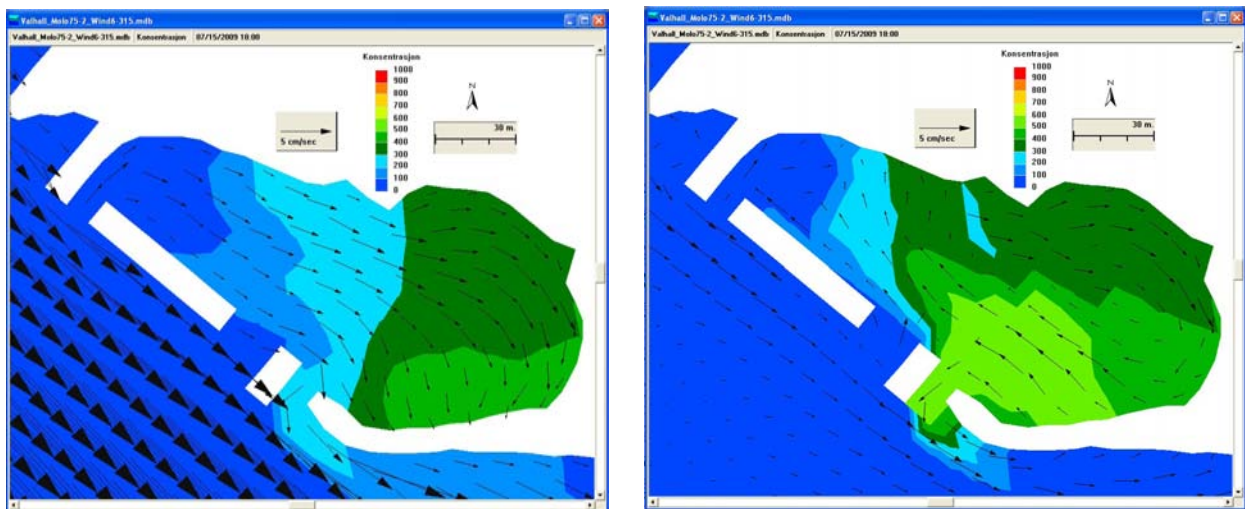 Valhall_Molo75-2_Wind6-315.mdb
Valhall_Molo75-2_Wind6-315.mdb Konsentrasjon 07/15/2009 18:00
Konsentrasjon
1000
900
800
700
600
500
400
300
200
100
0
N
5 cm/sec
30 m.
Valhall_Molo75-2_Wind6-315.mdb
Valhall_Molo75-2_Wind6-315.mdb Konsentrasjon 07/15/2009 18:00
Konsentrasjon
1000
900
800
700
600
500
400
300
200
100
0
N
5 cm/sec
30 m.